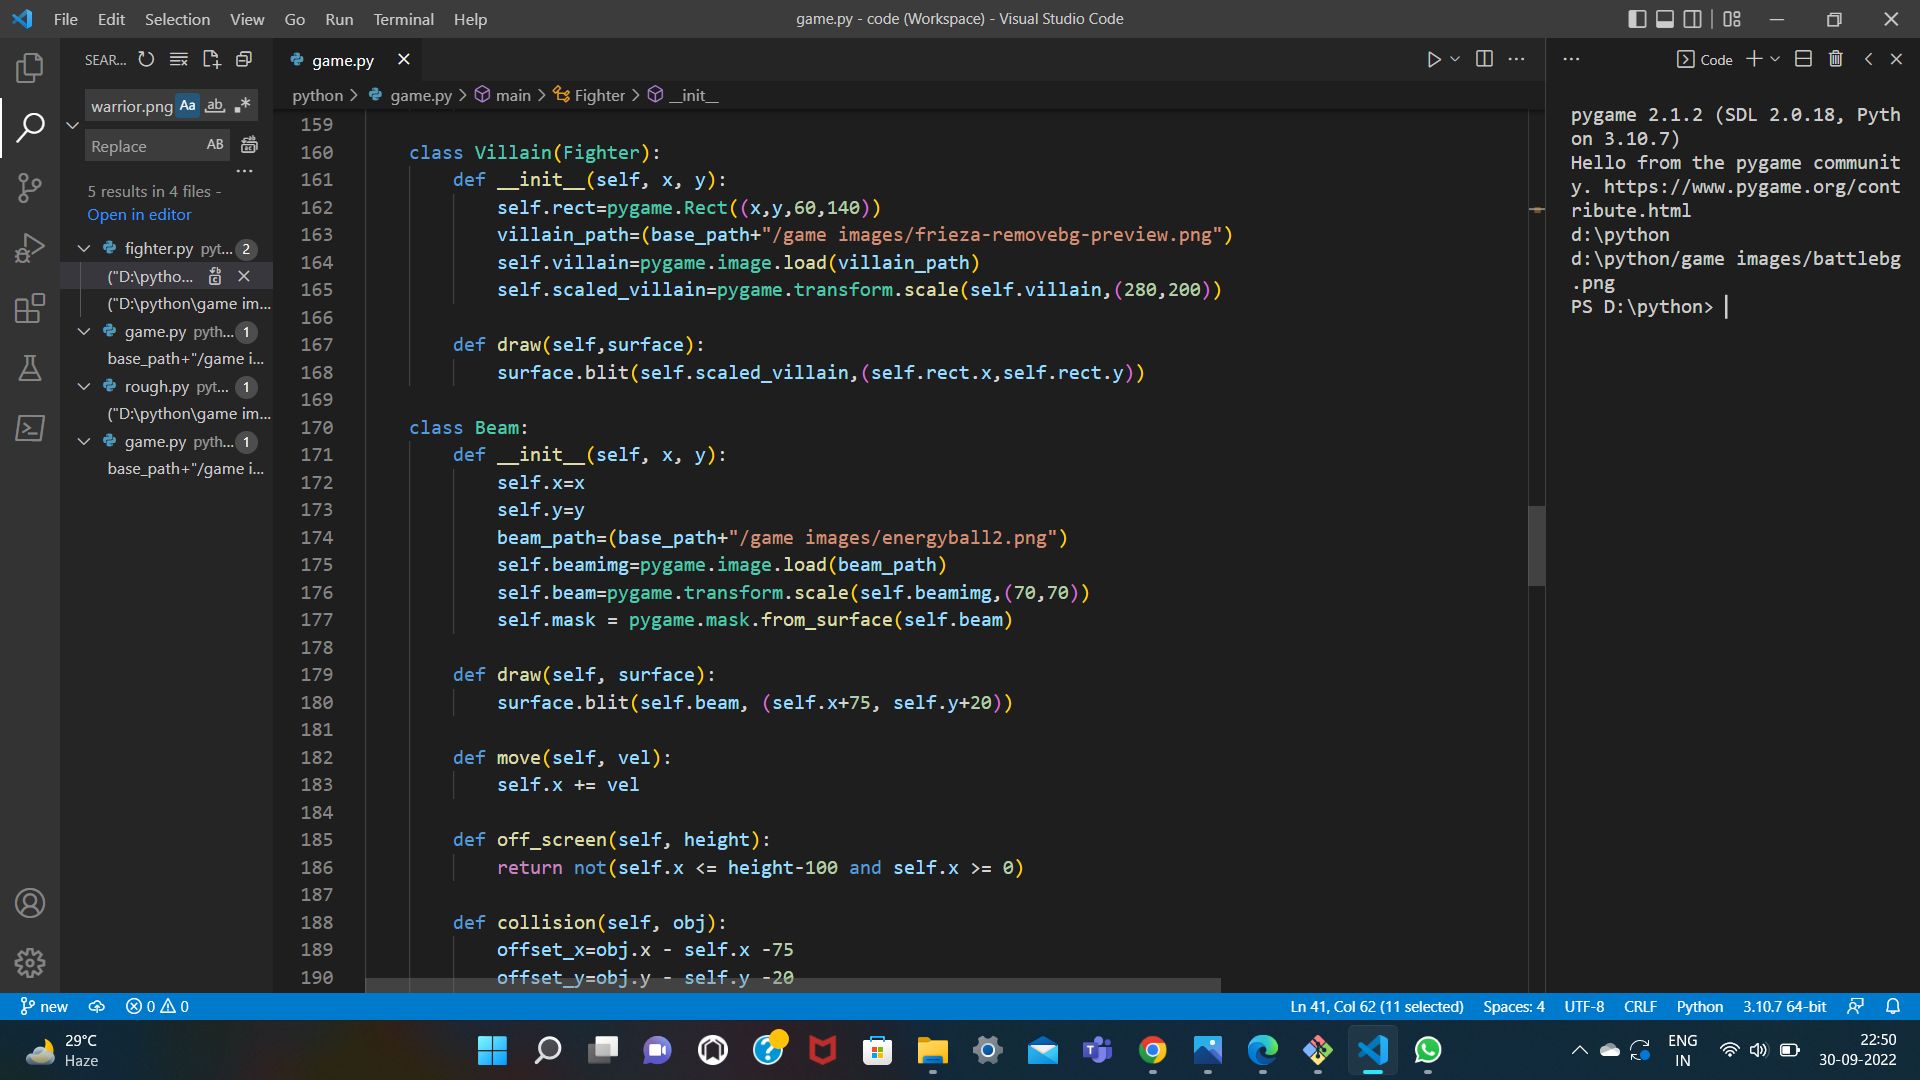 File Edit Selection View Go Run Terminal Help
game.py - code (Workspace) - Visual Studio Code
SEAR...
warrior.png Aa ab .*
Replace AB
5 results in 4 files -
Open in editor
fighter.py pyt... 2
("D:\pytho...
("D:\python\game im...
game.py pyth... 1
base_path+"/game i...
rough.py pyt... 1
("D:\python\game im...
game.py pyth... 1
base_path+"/game i...
game.py
python > game.py > main > Fighter > __init__
159
160 class Villain(Fighter):
161 def __init__(self, x, y):
162 self.rect=pygame.Rect((x,y,60,140))
163 villain_path=(base_path+"/game images/frieza-removebg-preview.png")
164 self.villain=pygame.image.load(villain_path)
165 self.scaled_villain=pygame.transform.scale(self.villain,(280,200))
166
167 def draw(self,surface):
168 surface.blit(self.scaled_villain,(self.rect.x,self.rect.y))
169
170 class Beam:
171 def __init__(self, x, y):
172 self.x=x
173 self.y=y
174 beam_path=(base_path+"/game images/energyball2.png")
175 self.beamimg=pygame.image.load(beam_path)
176 self.beam=pygame.transform.scale(self.beamimg,(70,70))
177 self.mask = pygame.mask.from_surface(self.beam)
178
179 def draw(self, surface):
180 surface.blit(self.beam, (self.x+75, self.y+20))
181
182 def move(self, vel):
183 self.x += vel
184
185 def off_screen(self, height):
186 return not(self.x <= height-100 and self.x >= 0)
187
188 def collision(self, obj):
189 offset_x=obj.x - self.x -75
190 offset_y=obj.y - self.y -20
Code
pygame 2.1.2 (SDL 2.0.18, Pyth
on 3.10.7)
Hello from the pygame communit
y. https://www.pygame.org/cont
ribute.html
d:\python
d:\python/game images/battlebg
.png
PS D:\python>
new 0 0
Ln 41, Col 62 (11 selected) Spaces: 4 UTF-8 CRLF Python 3.10.7 64-bit
29°C
Haze
ENG
IN
22:50
30-09-2022